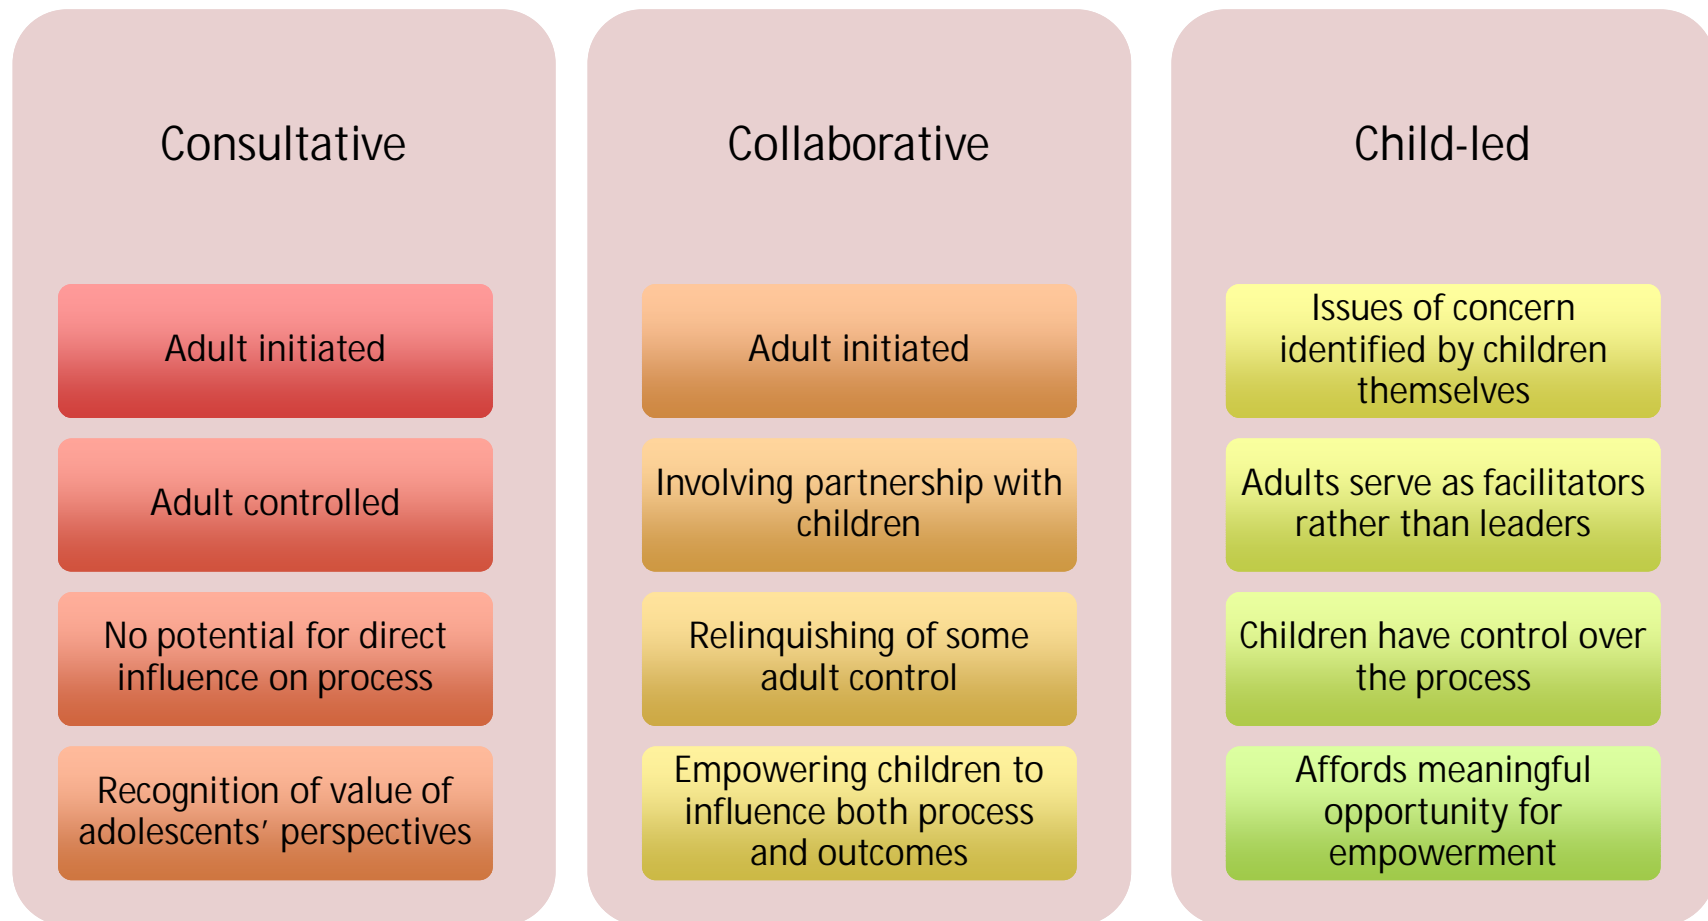 Consultative
Adult initiated
Adult controlled
No potential for direct
influence on process
Recognition of value of
adolescents’ perspectives
Collaborative
Adult initiated
Involving partnership with
children
Relinquishing of some
adult control
Empowering children to
influence both process
and outcomes
Child-led
Issues of concern
identified by children
themselves
Adults serve as facilitators
rather than leaders
Children have control over
the process
Affords meaningful
opportunity for
empowerment